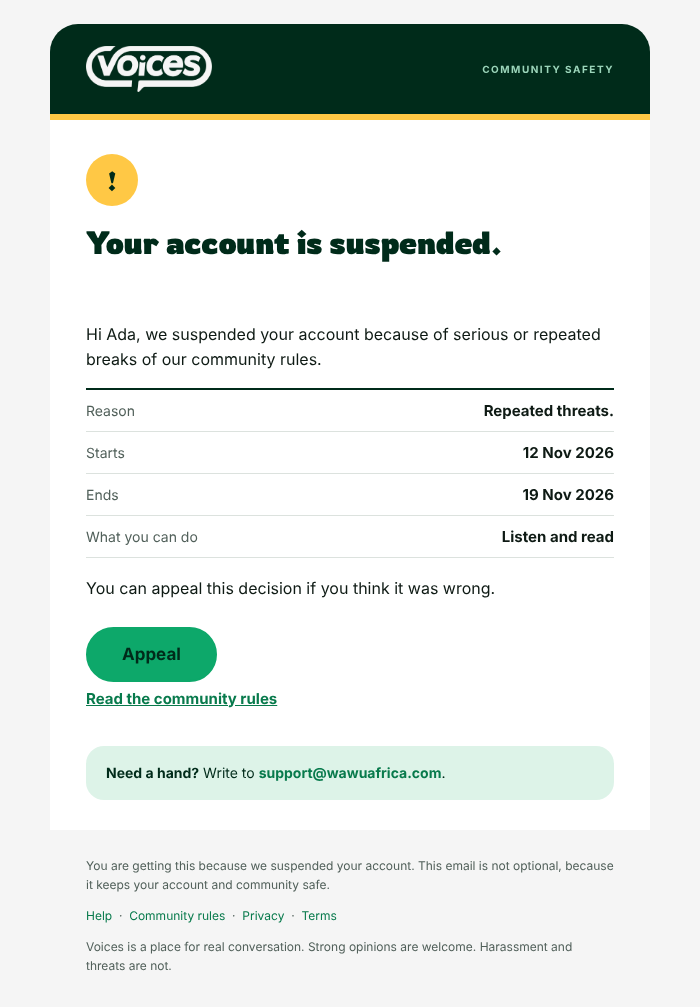 Voices
COMMUNITY SAFETY
!
Your account is suspended.
Hi Ada, we suspended your account because of serious or repeated
breaks of our community rules.
Reason Repeated threats.
Starts 12 Nov 2026
Ends 19 Nov 2026
What you can do Listen and read
You can appeal this decision if you think it was wrong.
Appeal
Read the community rules
Need a hand? Write to support@wawuafrica.com.
You are getting this because we suspended your account. This email is not optional, because
it keeps your account and community safe.
Help · Community rules · Privacy · Terms
Voices is a place for real conversation. Strong opinions are welcome. Harassment and
threats are not.